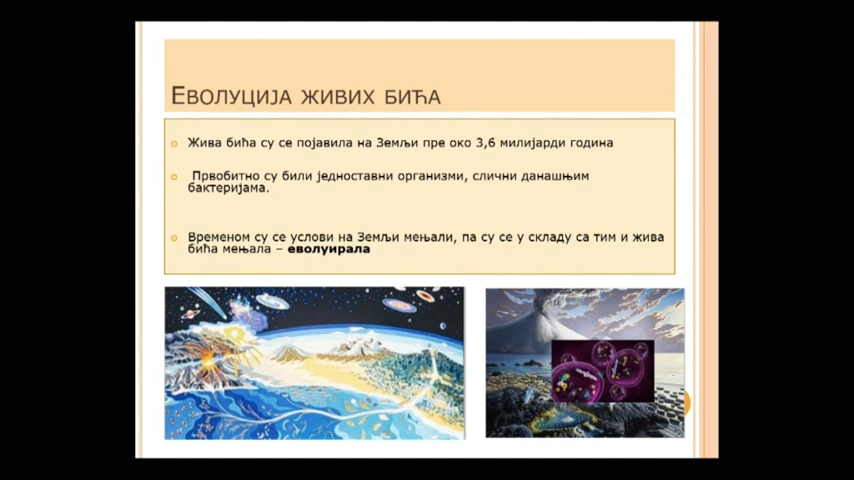 Еволуција живих бића
Жива бића су се појавила на Земљи пре око 3,6 милијарди година
Првобитно су били једноставни организми, слични данашњим
бактеријама.
Временом су се услови на Земљи мењали, па су се у складу са тим и жива
бића мењала – еволуирала